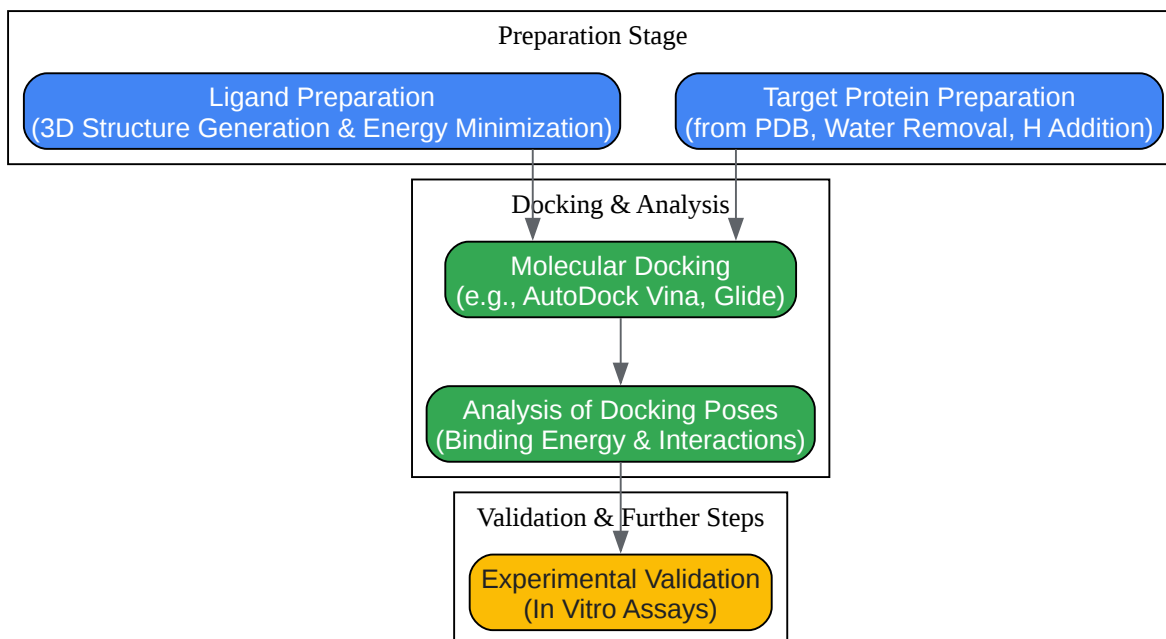 Preparation Stage
Ligand Preparation
(3D Structure Generation & Energy Minimization)
Target Protein Preparation
(from PDB, Water Removal, H Addition)
Docking & Analysis
Molecular Docking
(e.g., AutoDock Vina, Glide)
Analysis of Docking Poses
(Binding Energy & Interactions)
Validation & Further Steps
Experimental Validation
(In Vitro Assays)